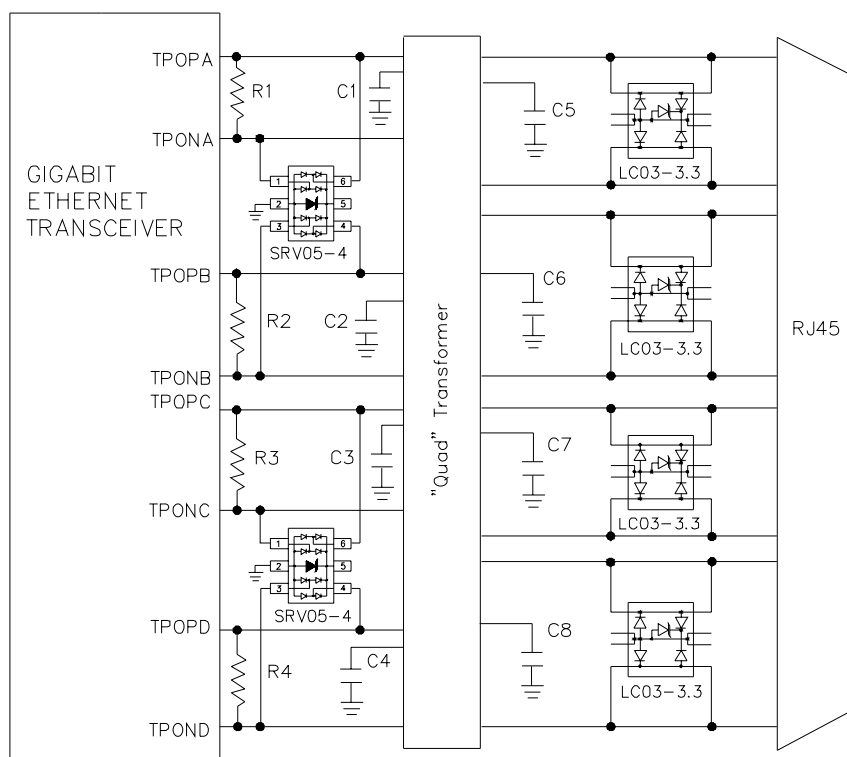 TPOPA
R1
C1
TPONA
GIGABIT
ETHERNET
TRANSCEIVER
1
2
3
6
5
4
SRV05-4
TPOPB
R2
C2
TPONB
TPOPC
R3
C3
TPONC
1
2
3
6
5
4
SRV05-4
TPOPD
R4
C4
TPOND
"Quad" Transformer
C5
LC03-3.3
C6
LC03-3.3
C7
LC03-3.3
C8
LC03-3.3
RJ45